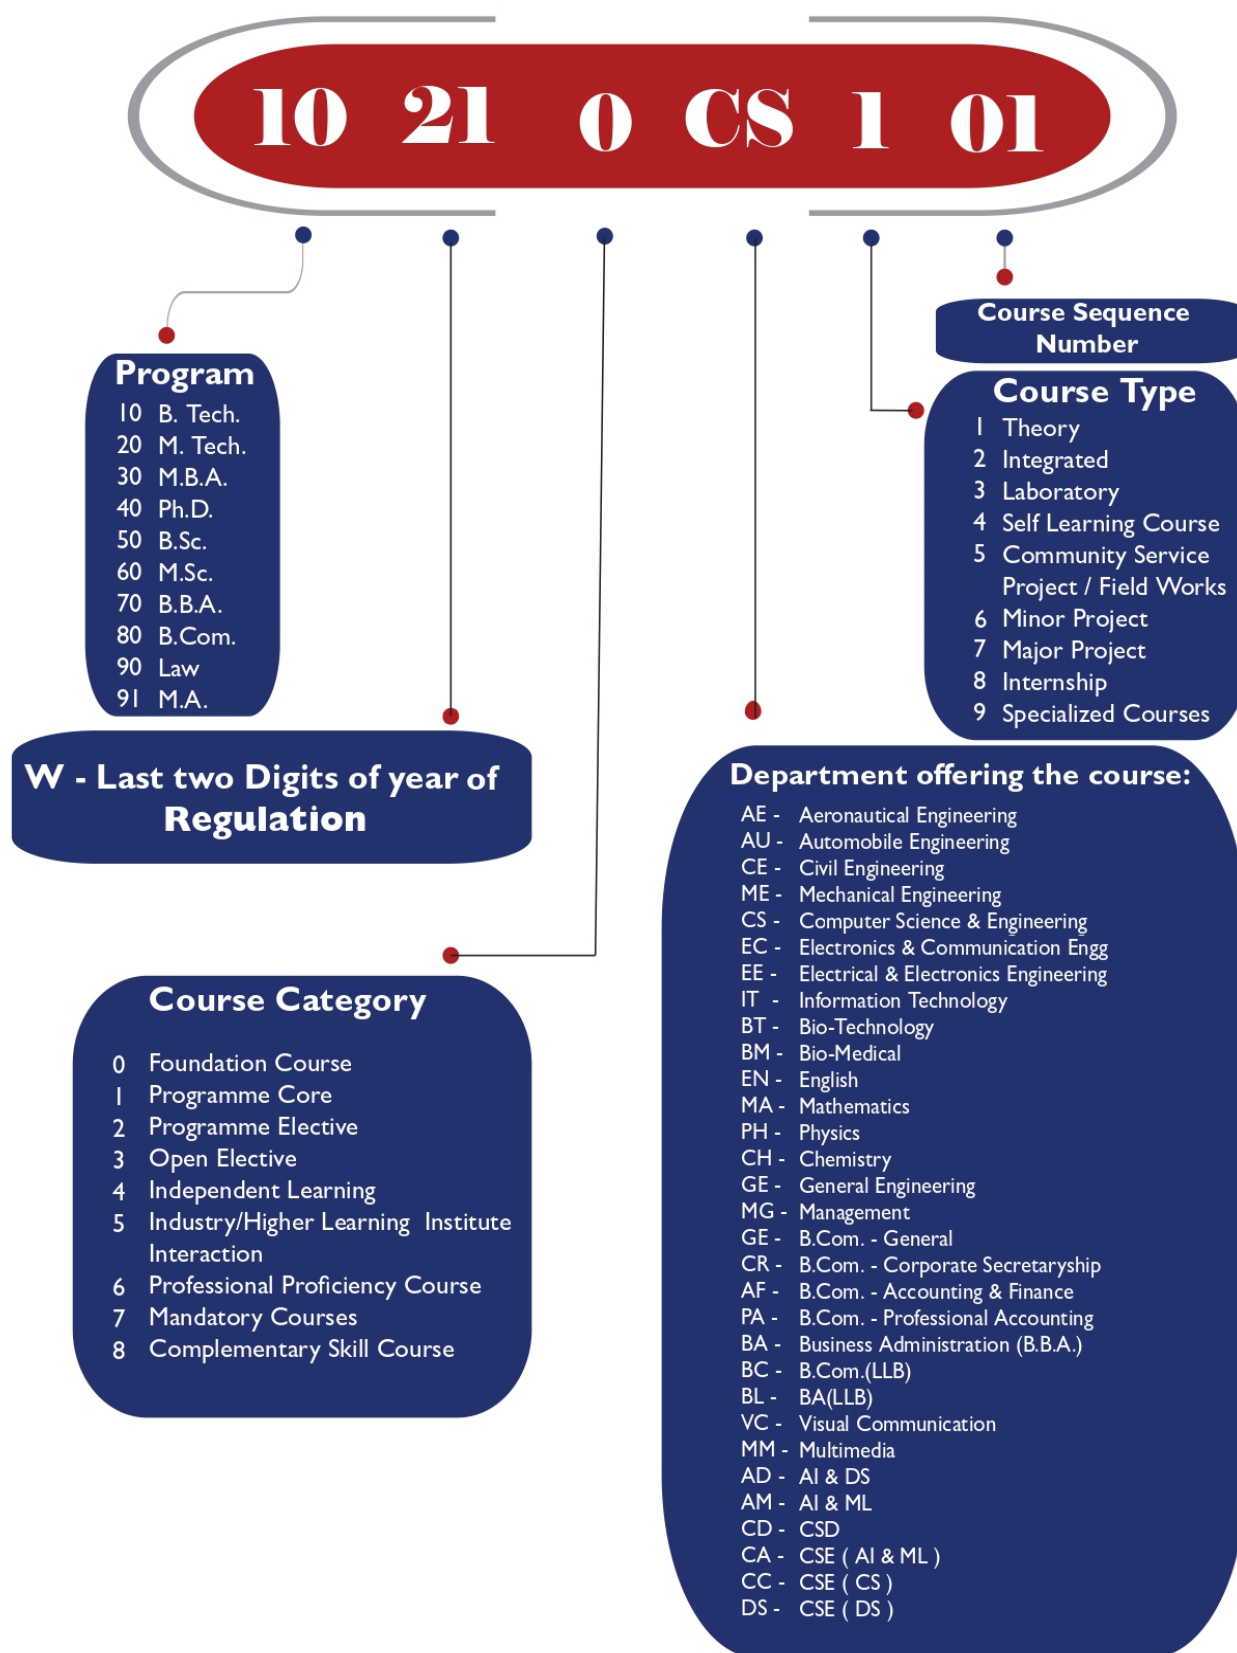 10 21 0 CS 1 01
Course Sequence
Number
Program
10 B. Tech.
20 M. Tech.
30 M.B.A.
40 Ph.D.
50 B.Sc.
60 M.Sc.
70 B.B.A.
80 B.Com.
90 Law
91 M.A.
Course Type
1 Theory
2 Integrated
3 Laboratory
4 Self Learning Course
5 Community Service
Project / Field Works
6 Minor Project
7 Major Project
8 Internship
9 Specialized Courses
W - Last two Digits of year of
Regulation
Course Category
0 Foundation Course
1 Programme Core
2 Programme Elective
3 Open Elective
4 Independent Learning
5 Industry/Higher Learning Institute
Interaction
6 Professional Proficiency Course
7 Mandatory Courses
8 Complementary Skill Course
Department offering the course:
AE - Aeronautical Engineering
AU - Automobile Engineering
CE - Civil Engineering
ME - Mechanical Engineering
CS - Computer Science & Engineering
EC - Electronics & Communication Engg
EE - Electrical & Electronics Engineering
IT - Information Technology
BT - Bio-Technology
BM - Bio-Medical
EN - English
MA - Mathematics
PH - Physics
CH - Chemistry
GE - General Engineering
MG - Management
GE - B.Com. - General
CR - B.Com. - Corporate Secretaryship
AF - B.Com. - Accounting & Finance
PA - B.Com. - Professional Accounting
BA - Business Administration (B.B.A.)
BC - B.Com.(LLB)
BL - BA(LLB)
VC - Visual Communication
MM - Multimedia
AD - AI & DS
AM - AI & ML
CD - CSD
CA - CSE ( AI & ML )
CC - CSE ( CS )
DS - CSE ( DS )